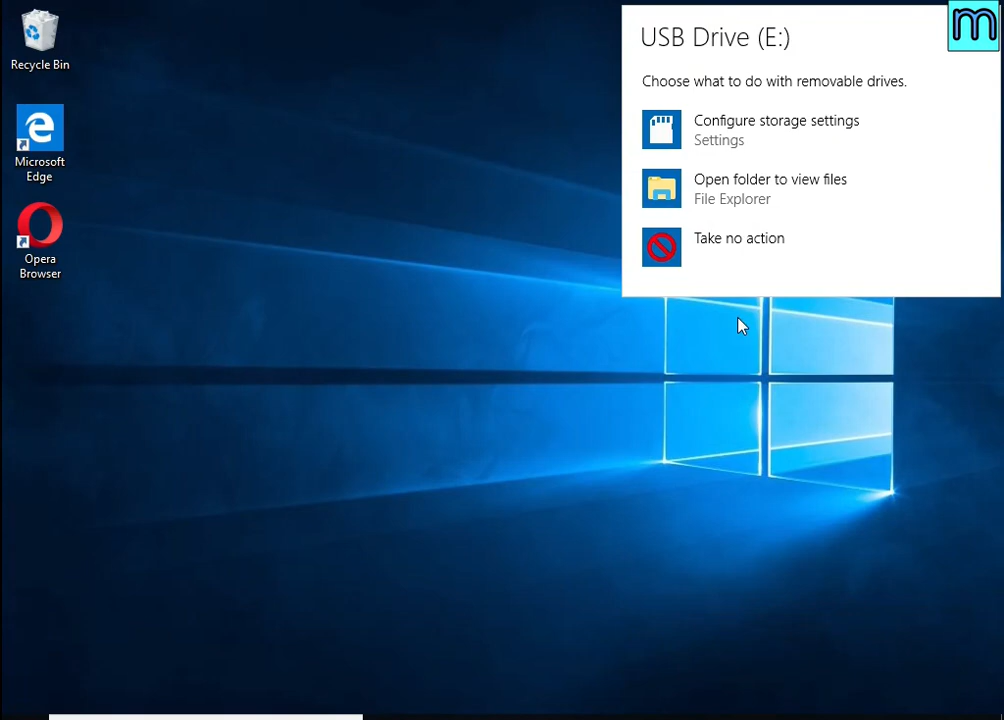 Recycle Bin
Microsoft
Edge
Opera
Browser
USB Drive (E:)
m
Choose what to do with removable drives.
Configure storage settings
Settings
Open folder to view files
File Explorer
Take no action